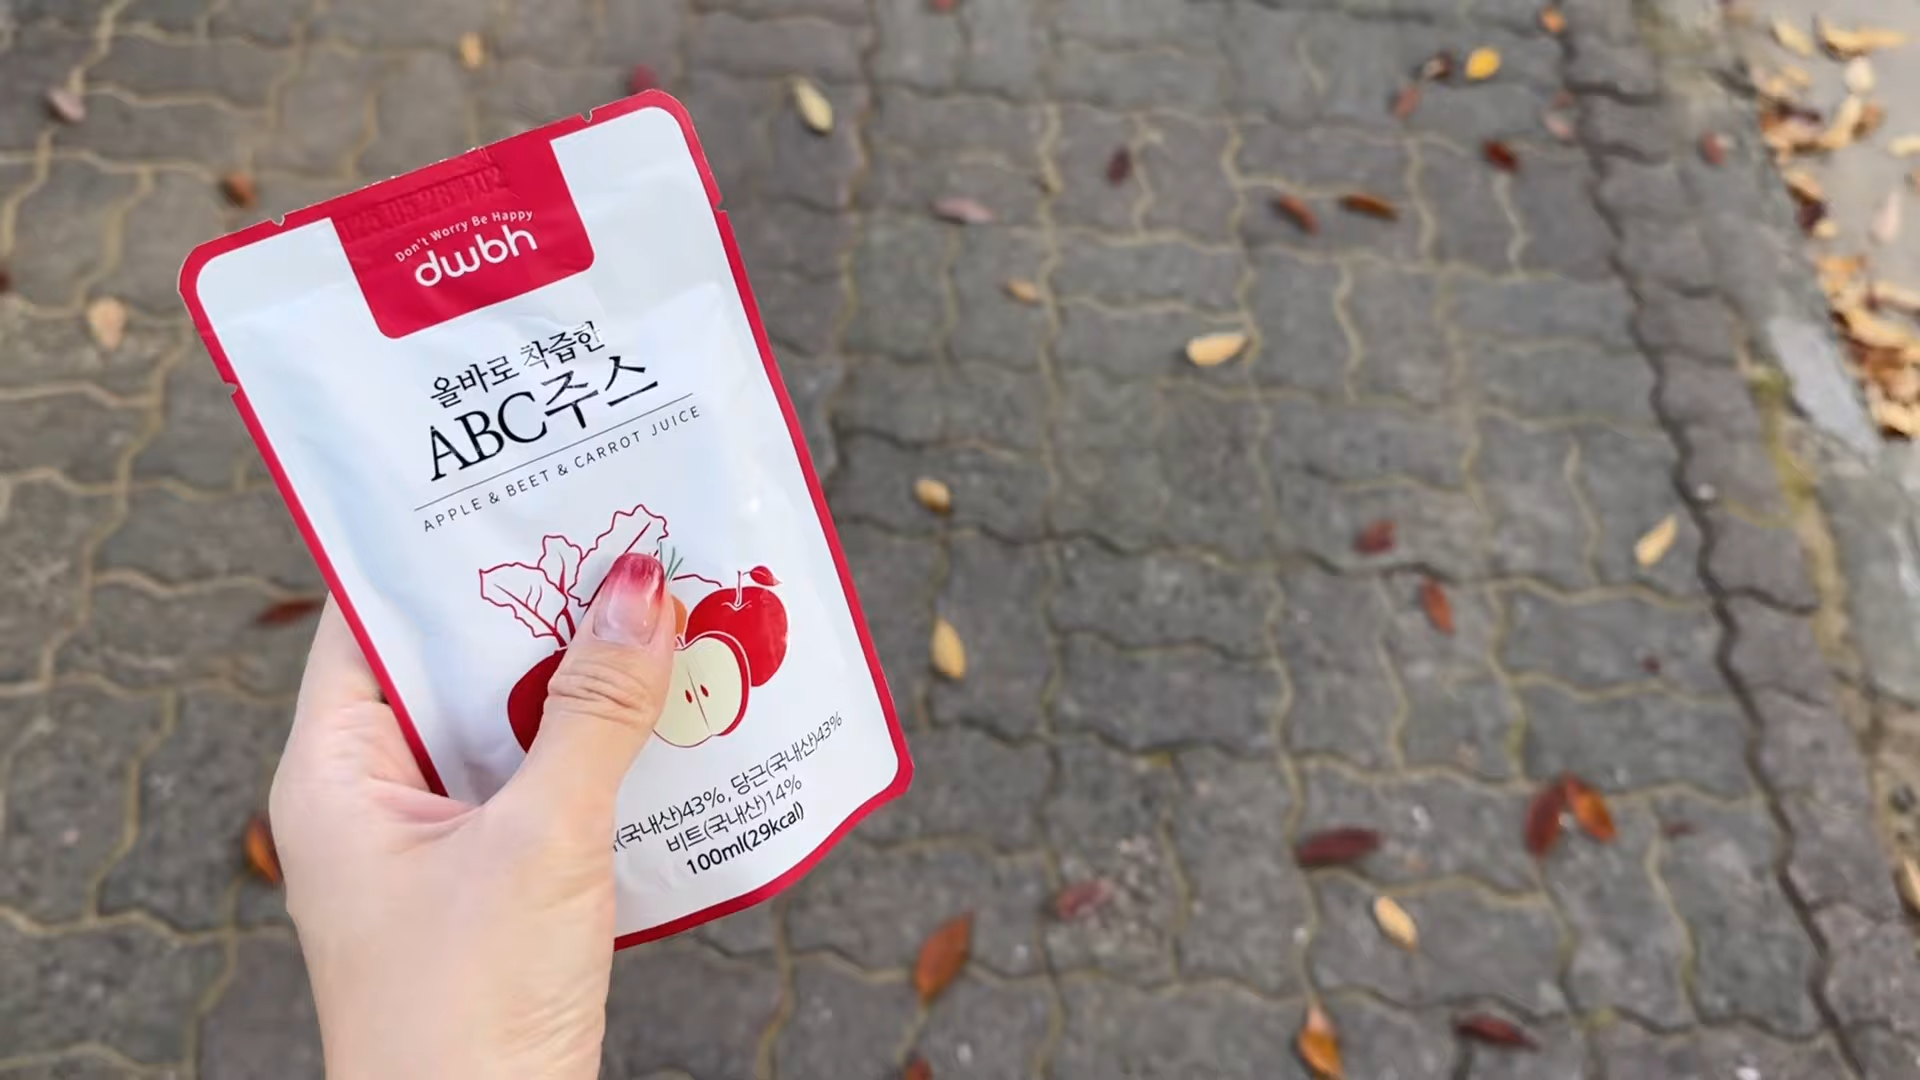 Don't Worry Be Happy
dwbh
올바로 착즙한
ABC주스
APPLE & BEET & CARROT JUICE
(국내산)43%, 당근(국내산)43%
비트(국내산)14%
100ml(29kcal)